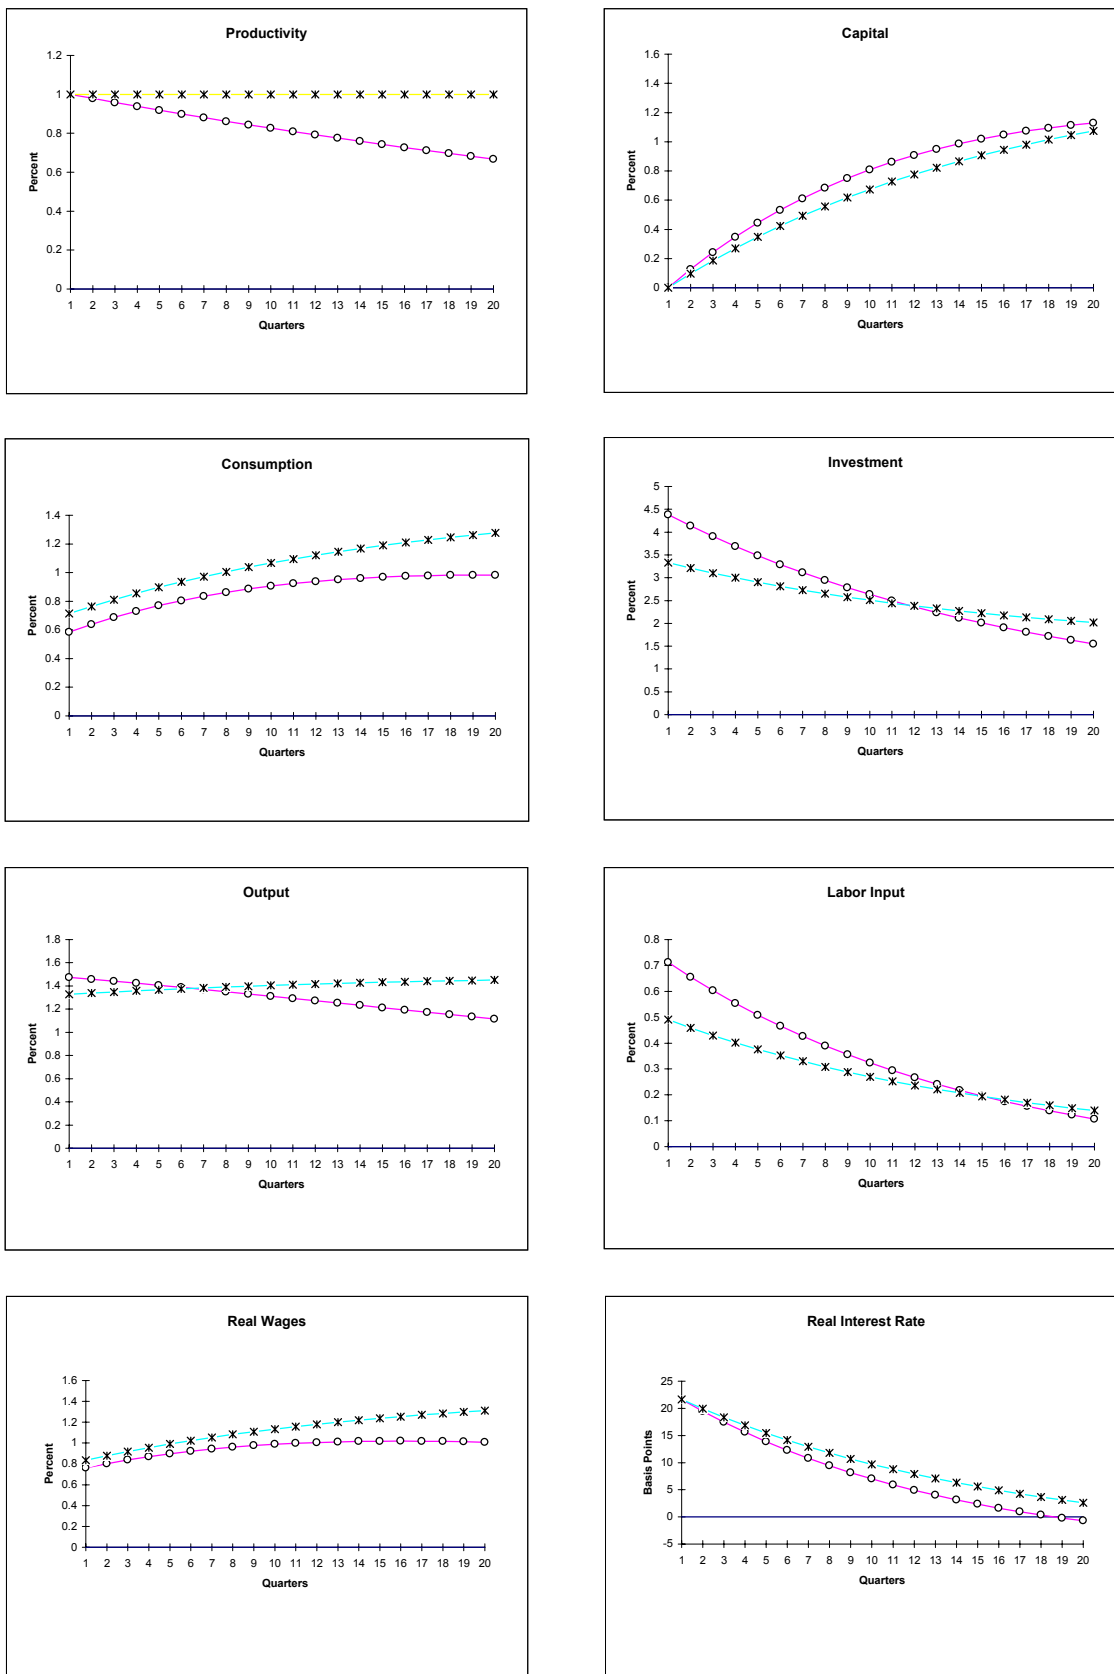 Productivity
1.2
1
0.8
0.6
0.4
0.2
0
Percent
1 2 3 4 5 6 7 8 9 10 11 12 13 14 15 16 17 18 19 20
Quarters
Capital
1.6
1.4
1.2
1
0.8
0.6
0.4
0.2
0
Percent
1 2 3 4 5 6 7 8 9 10 11 12 13 14 15 16 17 18 19 20
Quarters
Consumption
1.4
1.2
1
0.8
0.6
0.4
0.2
0
Percent
1 2 3 4 5 6 7 8 9 10 11 12 13 14 15 16 17 18 19 20
Quarters
Investment
5
4.5
4
3.5
3
2.5
2
1.5
1
0.5
0
Percent
1 2 3 4 5 6 7 8 9 10 11 12 13 14 15 16 17 18 19 20
Quarters
Output
1.8
1.6
1.4
1.2
1
0.8
0.6
0.4
0.2
0
Percent
1 2 3 4 5 6 7 8 9 10 11 12 13 14 15 16 17 18 19 20
Quarters
Labor Input
0.8
0.7
0.6
0.5
0.4
0.3
0.2
0.1
0
Percent
1 2 3 4 5 6 7 8 9 10 11 12 13 14 15 16 17 18 19 20
Quarters
Real Wages
1.6
1.4
1.2
1
0.8
0.6
0.4
0.2
0
Percent
1 2 3 4 5 6 7 8 9 10 11 12 13 14 15 16 17 18 19 20
Quarters
Real Interest Rate
25
20
15
10
5
0
-5
Basis Points
1 2 3 4 5 6 7 8 9 10 11 12 13 14 15 16 17 18 19 20
Quarters